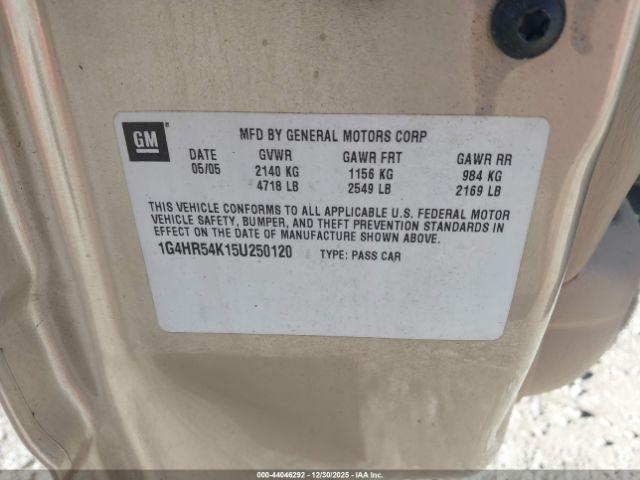 GM
MFD BY GENERAL MOTORS CORP
DATE GVWR GAWR FRT GAWR RR
05/05 2140 KG 1156 KG 984 KG
4718 LB 2549 LB 2169 LB
THIS VEHICLE CONFORMS TO ALL APPLICABLE U.S. FEDERAL MOTOR
VEHICLE SAFETY, BUMPER, AND THEFT PREVENTION STANDARDS IN
EFFECT ON THE DATE OF MANUFACTURE SHOWN ABOVE.
1G4HR54K15U250120 TYPE: PASS CAR
000-44046292 - 12/30/2025 - IAA Inc.